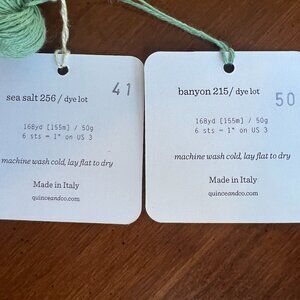 sea salt 256 / dye lot 41
168yd [155m] / 50g
6 sts = 1" on US 3
machine wash cold, lay flat to dry
Made in Italy
quinceandco.com
banyon 215 / dye lot 50
168yd [155m] / 50g
6 sts = 1" on US 3
machine wash cold, lay flat to dry
Made in Italy
quinceandco.com